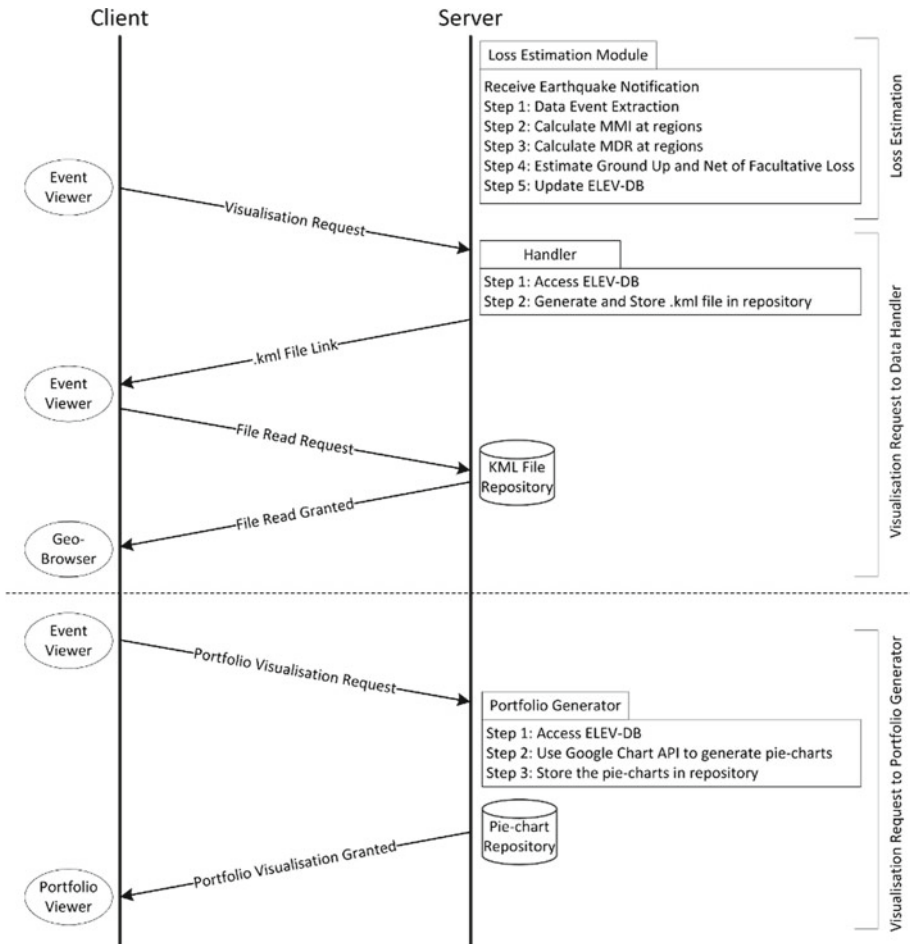 Client
Server
Loss Estimation Module
Receive Earthquake Notification
Step 1: Data Event Extraction
Step 2: Calculate MMI at regions
Step 3: Calculate MDR at regions
Step 4: Estimate Ground Up and Net of Facultative Loss
Step 5: Update ELEV-DB
Loss Estimation
Event
Viewer
Visualisation Request
Handler
Step 1: Access ELEV-DB
Step 2: Generate and Store .kml file in repository
.kml File Link
Event
Viewer
File Read Request
KML File
Repository
File Read Granted
Geo-
Browser
Visualisation Request to Data Handler
Event
Viewer
Portfolio Visualisation Request
Portfolio Generator
Step 1: Access ELEV-DB
Step 2: Use Google Chart API to generate pie-charts
Step 3: Store the pie-charts in repository
Pie-chart
Repository
Portfolio Visualisation Granted
Portfolio
Viewer
Visualisation Request to Portfolio Generator